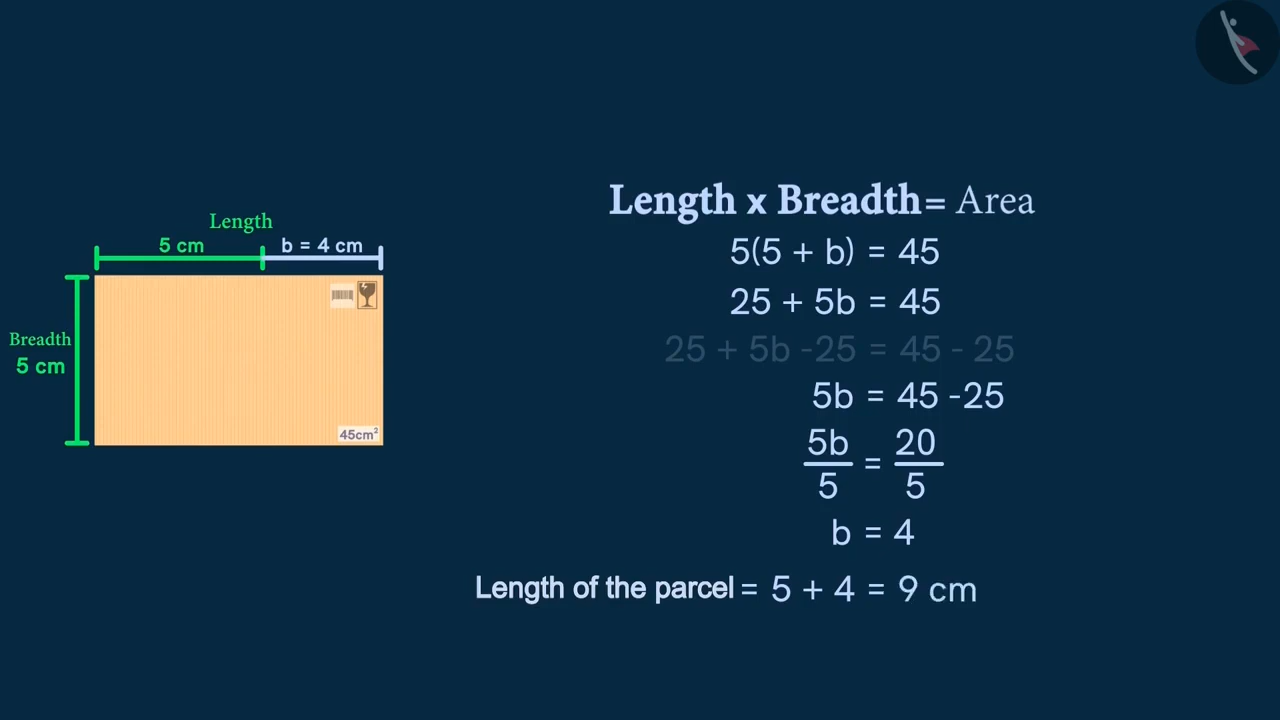 Length
5 cm b = 4 cm
Breadth
5 cm
45cm²
Length x Breadth = Area
5(5 + b) = 45
25 + 5b = 45
25 + 5b -25 = 45 - 25
5b = 45 -25
5b/5 = 20/5
b = 4
Length of the parcel = 5 + 4 = 9 cm